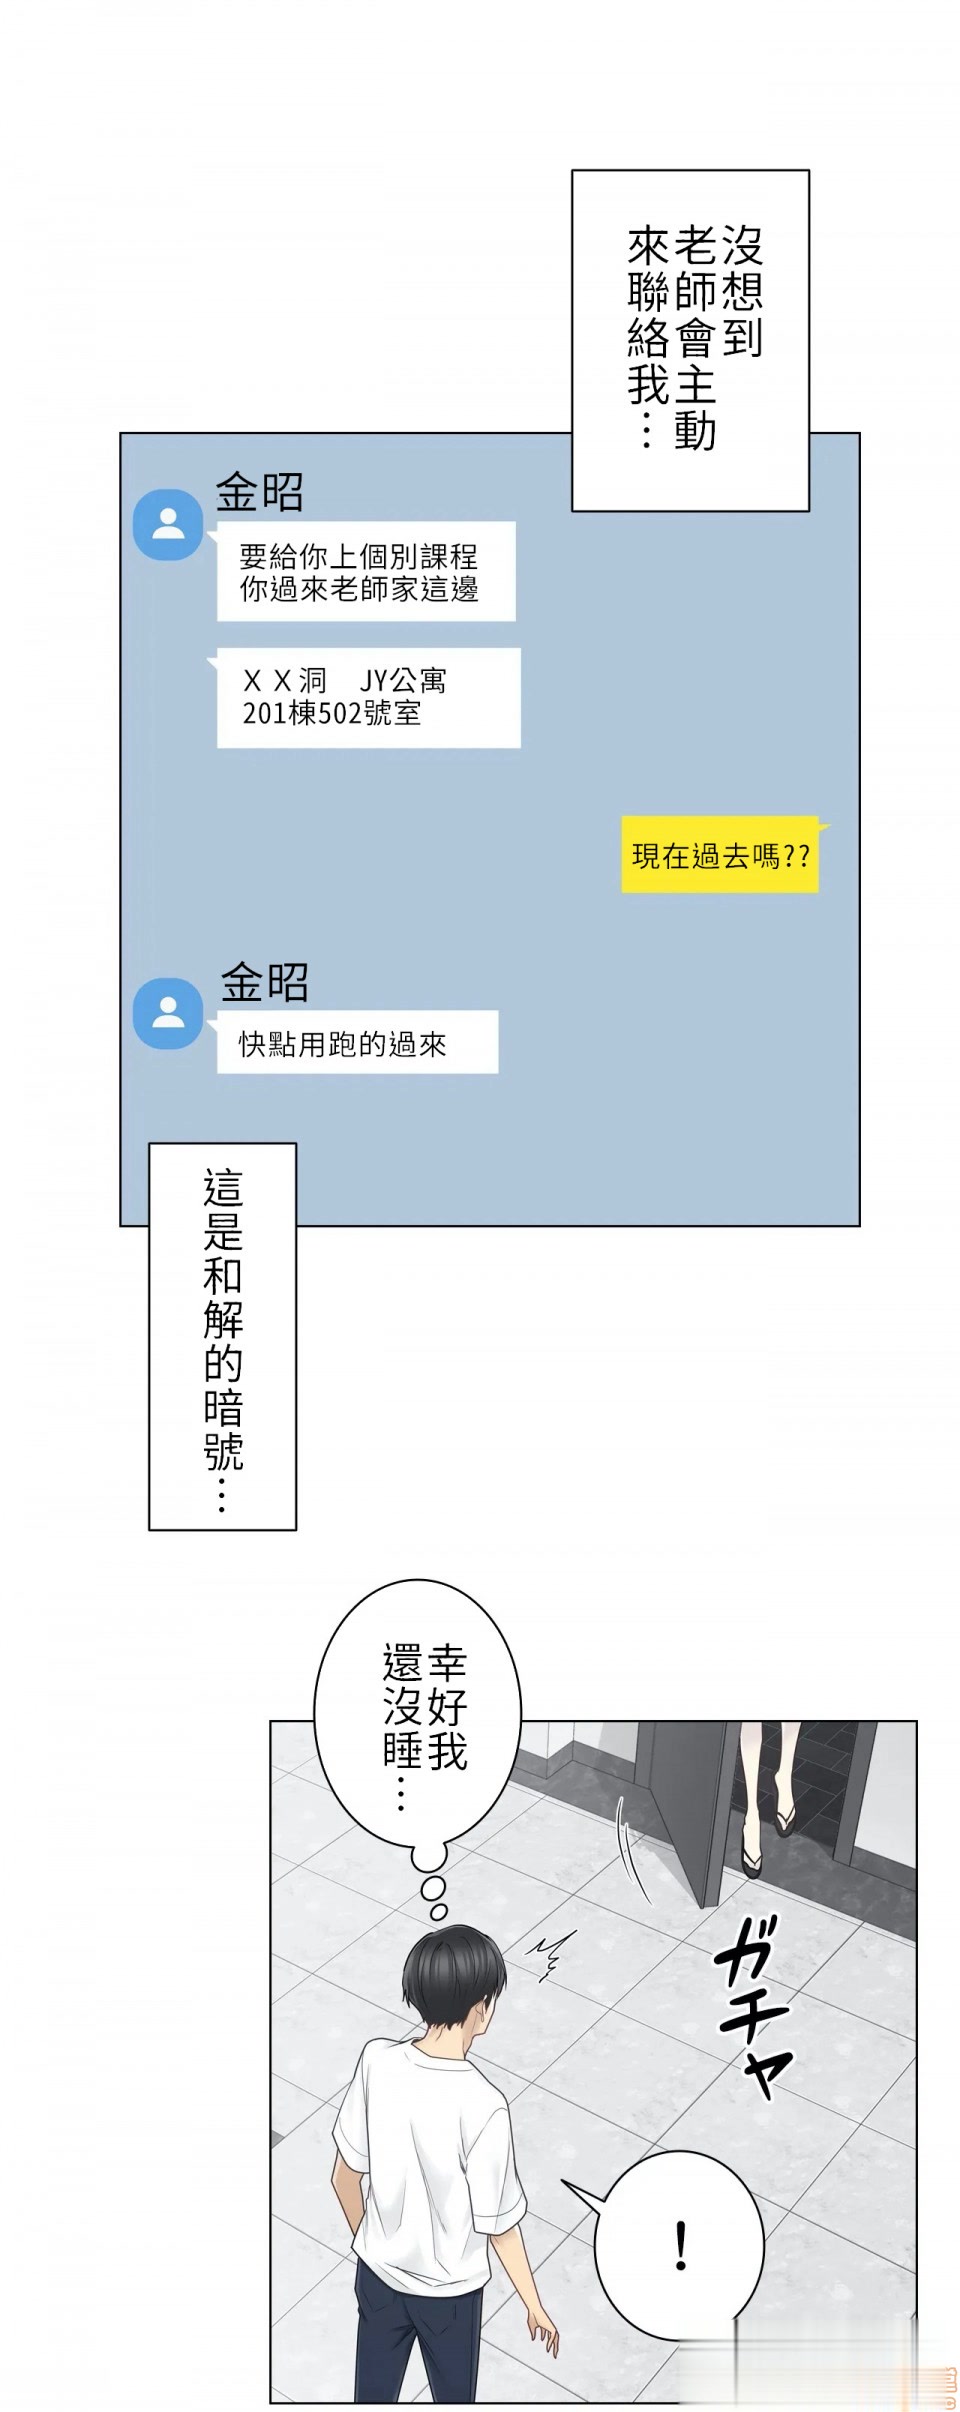 沒想到
老師會主動
來聯絡我…
金昭
要給你上個別課程
你過來老師家這邊
ＸＸ洞　JY公寓
201棟502號室
現在過去嗎??
金昭
快點用跑的過來
這是和解的暗號…
幸好我
還沒睡…
ガチャ
!